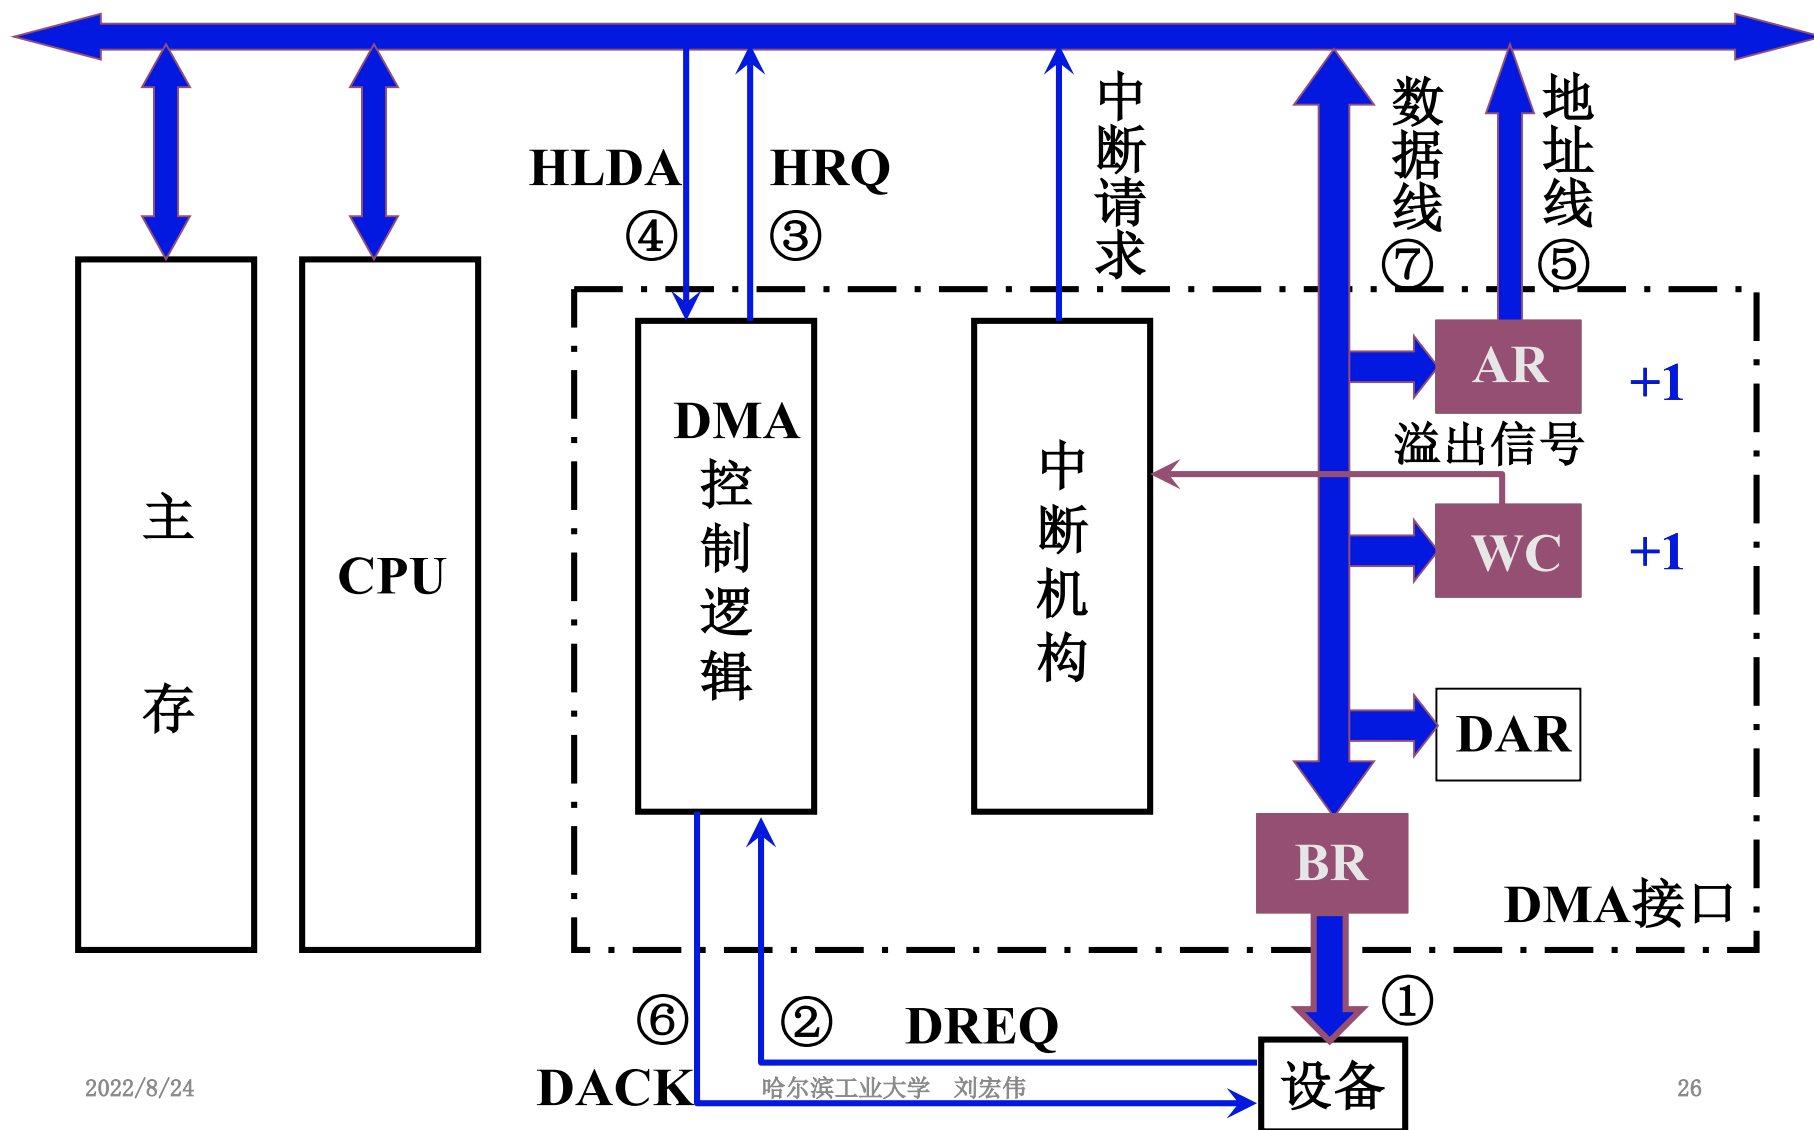 HLDA
④
HRQ
③
中断请求
数据线
⑦
地址线
⑤
主存
CPU
DMA
控制逻辑
中断机构
AR
+1
溢出信号
WC
+1
DAR
BR
DMA接口
①
⑥
②
DREQ
DACK
设备
2022/8/24
哈尔滨工业大学 刘宏伟
26